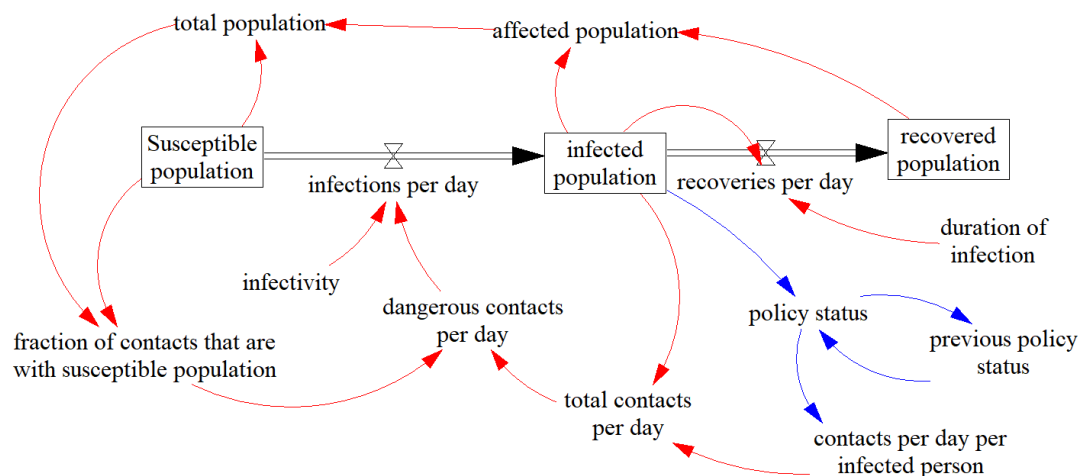 total population
affected population
Susceptible
population
infected
population
recovered
population
infections per day
recoveries per day
duration of
infection
infectivity
dangerous contacts
per day
policy status
previous policy
status
fraction of contacts that are
with susceptible population
total contacts
per day
contacts per day per
infected person